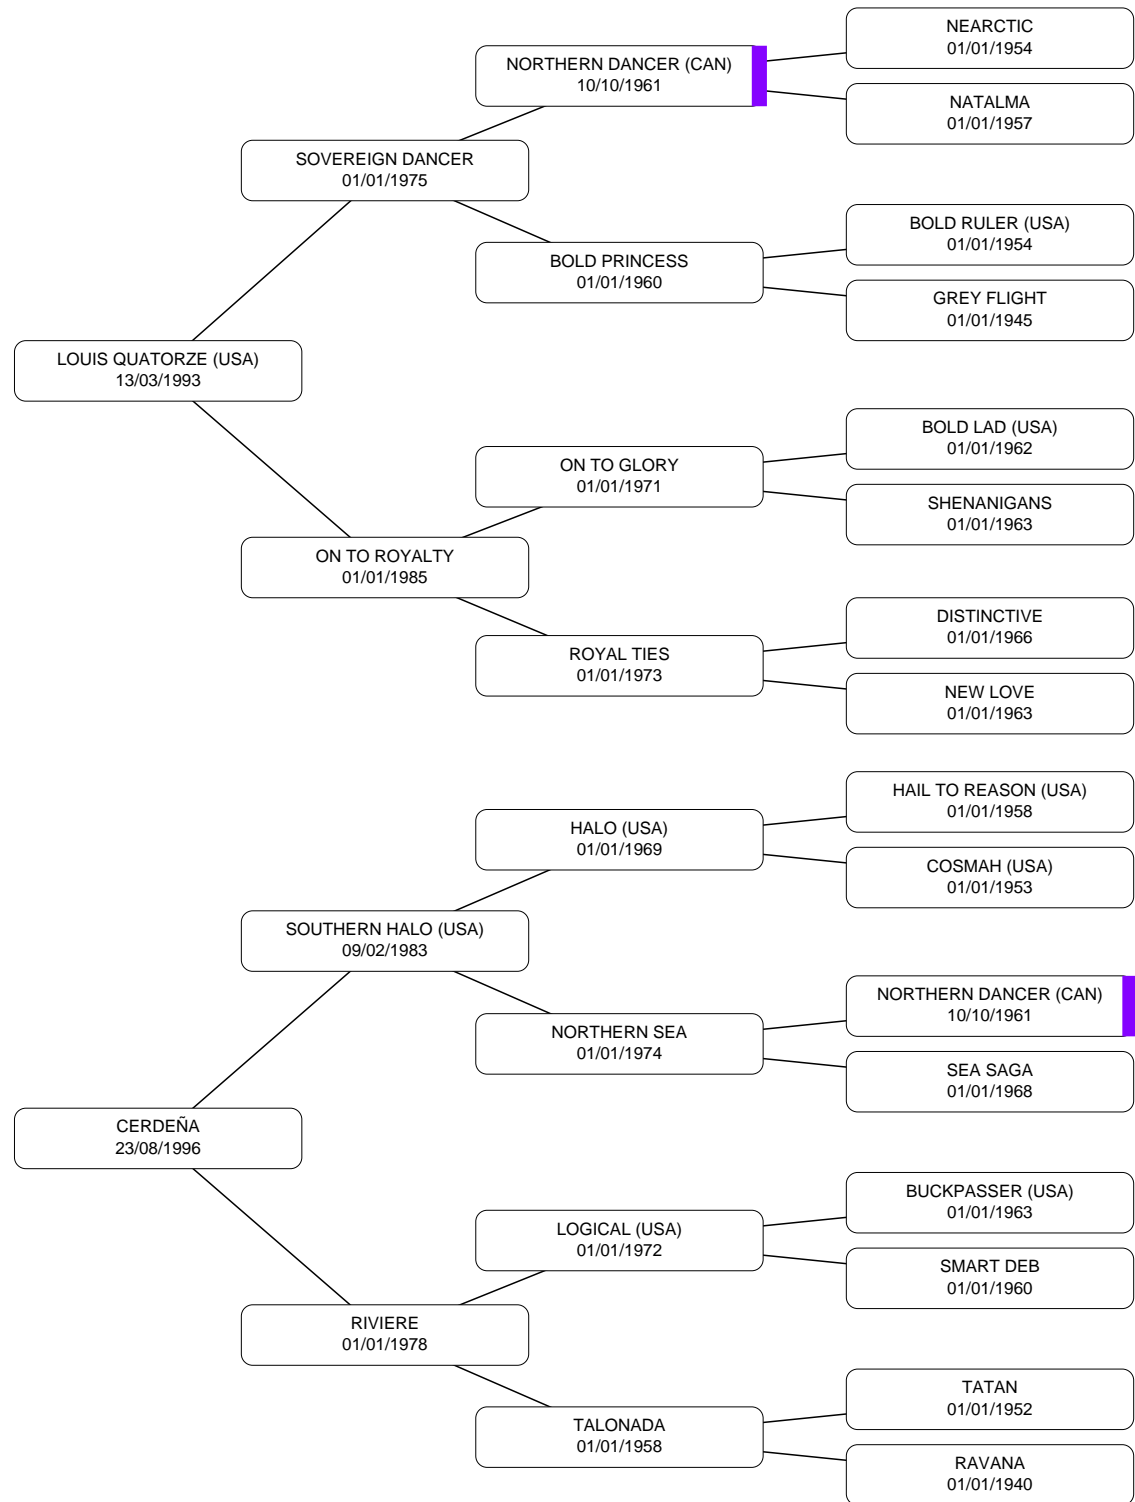 NEARCTIC
01/01/1954
NORTHERN DANCER (CAN)
10/10/1961
NATALMA
01/01/1957
SOVEREIGN DANCER
01/01/1975
BOLD RULER (USA)
01/01/1954
BOLD PRINCESS
01/01/1960
GREY FLIGHT
01/01/1945
LOUIS QUATORZE (USA)
13/03/1993
BOLD LAD (USA)
01/01/1962
ON TO GLORY
01/01/1971
SHENANIGANS
01/01/1963
ON TO ROYALTY
01/01/1985
DISTINCTIVE
01/01/1966
ROYAL TIES
01/01/1973
NEW LOVE
01/01/1963
HAIL TO REASON (USA)
01/01/1958
HALO (USA)
01/01/1969
COSMAH (USA)
01/01/1953
SOUTHERN HALO (USA)
09/02/1983
NORTHERN DANCER (CAN)
10/10/1961
NORTHERN SEA
01/01/1974
SEA SAGA
01/01/1968
CERDEÑA
23/08/1996
BUCKPASSER (USA)
01/01/1963
LOGICAL (USA)
01/01/1972
SMART DEB
01/01/1960
RIVIERE
01/01/1978
TATAN
01/01/1952
TALONADA
01/01/1958
RAVANA
01/01/1940